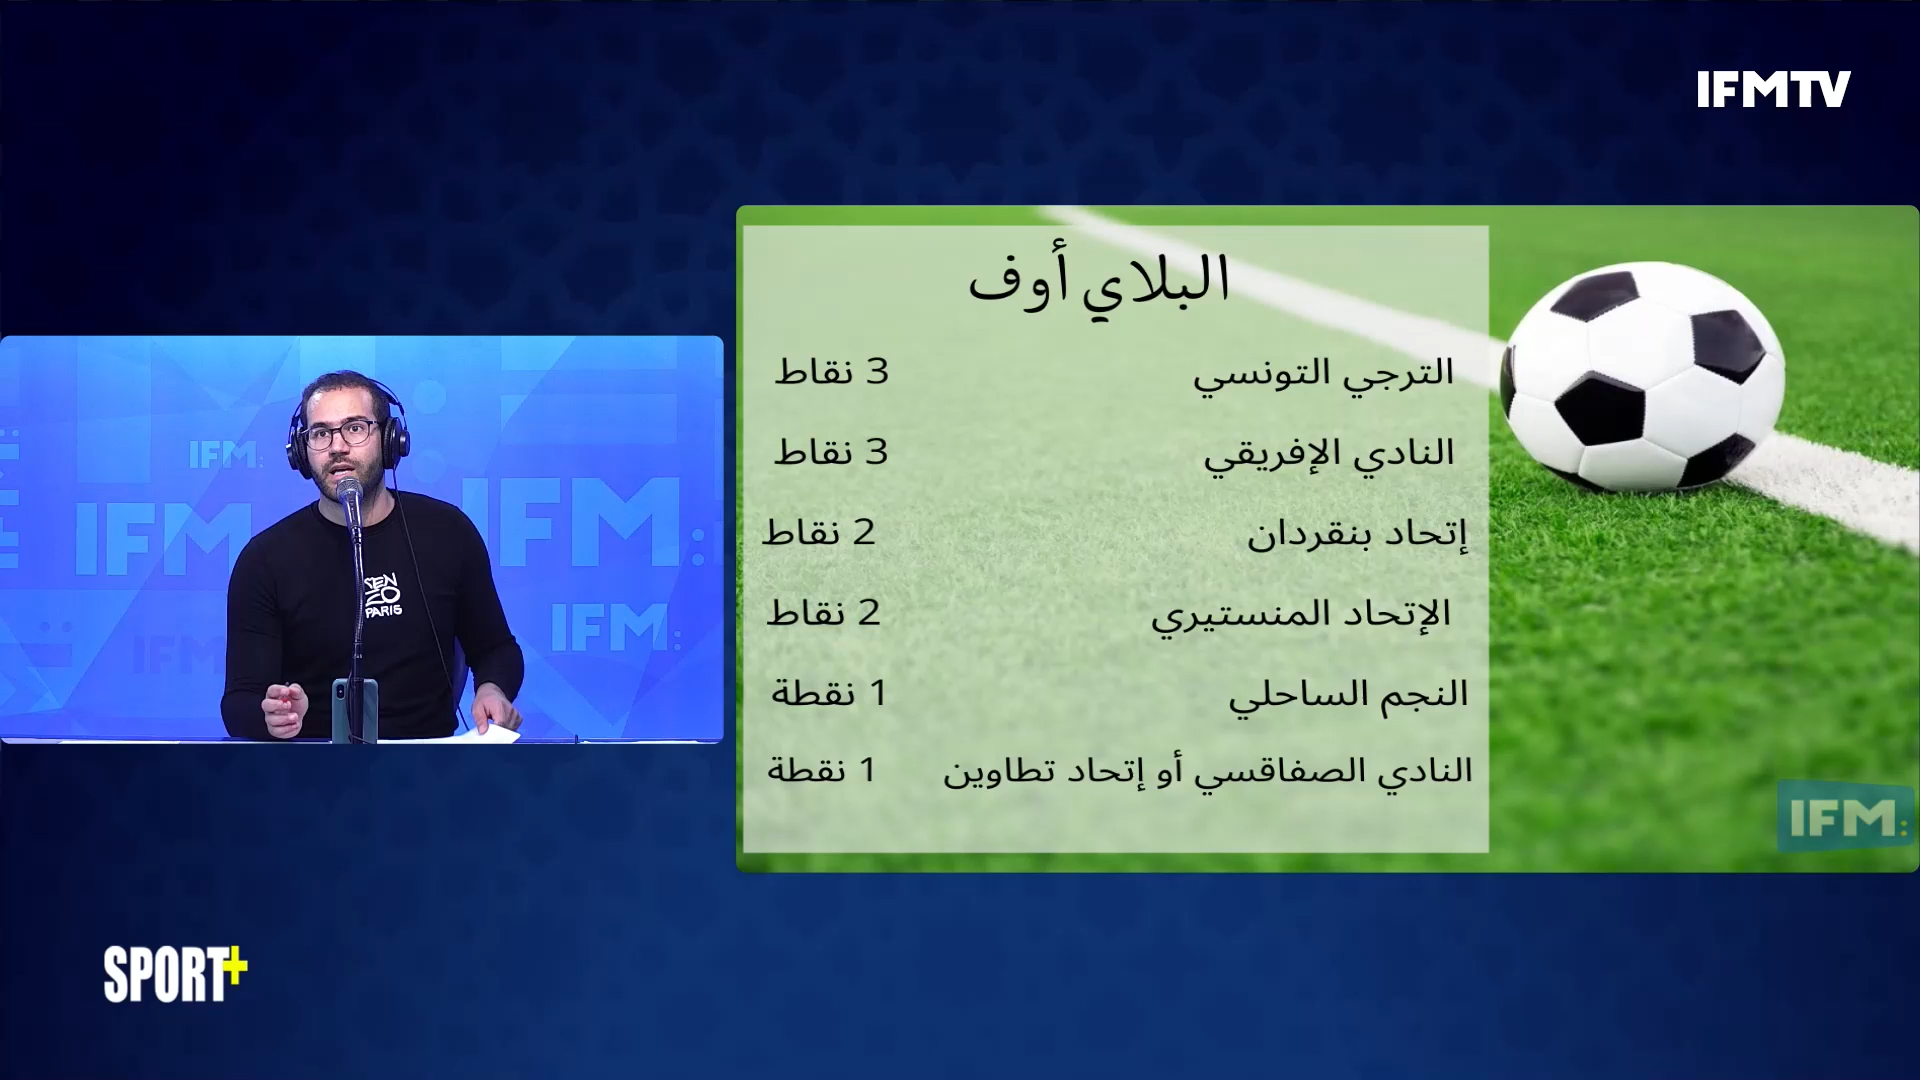 IFMTV
البلاي أوف
الترجي التونسي 3 نقاط
النادي الإفريقي 3 نقاط
إتحاد بنقردان 2 نقاط
الإتحاد المنستيري 2 نقاط
النجم الساحلي 1 نقطة
النادي الصفاقسي أو إتحاد تطاوين 1 نقطة
IFM:
IFM:
IFM
IFM:
IFM:
IFM
PARIS
SPORT+